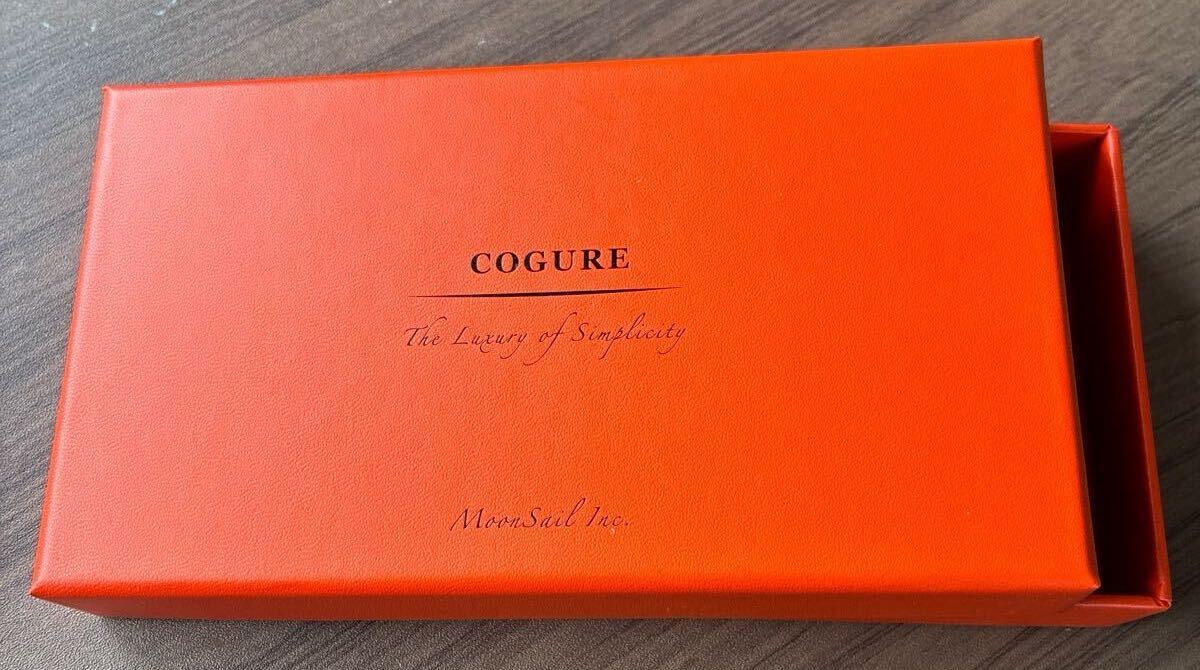 COGURE
The Luxury of Simplicity
MoonSail Inc.